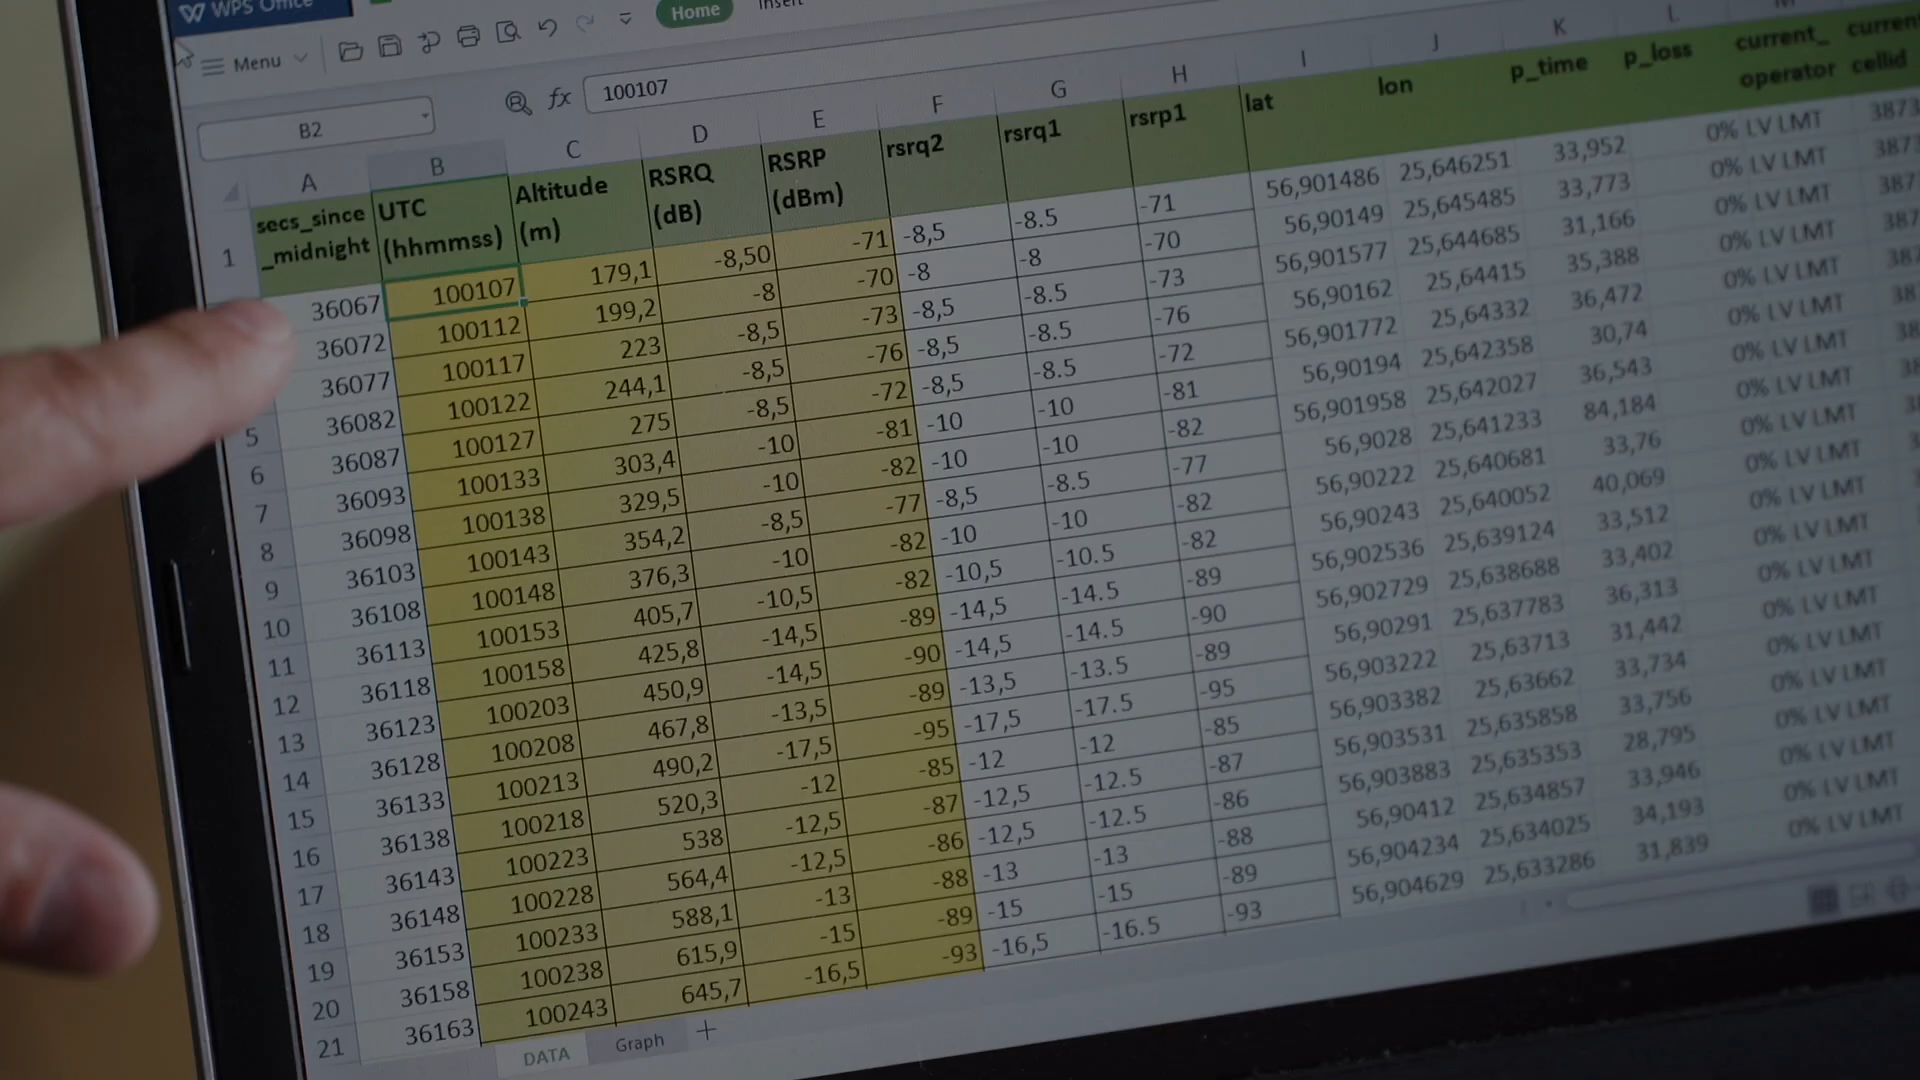 WPS Office
Menu Home Insert
B2 fx 100107
A B C D E F G H I J K L M
1 secs_since_midnight UTC (hhmmss) Altitude (m) RSRQ (dB) RSRP (dBm) rsrq2 rsrq1 rsrp1 lat lon p_time p_loss current_operator current cellid
36067 100107 179,1 -8,50 -71 -8,5 -8.5 -71 56,901486 25,646251 33,952 0% LV LMT 3873
36072 100112 199,2 -8 -70 -8 -8 -70 56,90149 25,645485 33,773 0% LV LMT 3873
36077 100117 223 -8,5 -73 -8,5 -8.5 -73 56,901577 25,644685 31,166 0% LV LMT 387
5 36082 100122 244,1 -8,5 -76 -8,5 -8.5 -76 56,90162 25,64415 35,388 0% LV LMT 387
6 36087 100127 275 -8,5 -72 -8,5 -8.5 -72 56,901772 25,64332 36,472 0% LV LMT 387
7 36093 100133 303,4 -10 -81 -10 -10 -81 56,90194 25,642358 30,74 0% LV LMT 38
8 36098 100138 329,5 -10 -82 -10 -10 -82 56,901958 25,642027 36,543 0% LV LMT 38
9 36103 100143 354,2 -8,5 -77 -8,5 -8.5 -77 56,9028 25,641233 84,184 0% LV LMT
10 36108 100148 376,3 -10 -82 -10 -10 -82 56,90222 25,640681 33,76 0% LV LMT
11 36113 100153 405,7 -10,5 -82 -10,5 -10.5 -82 56,90243 25,640052 40,069 0% LV LMT
12 36118 100158 425,8 -14,5 -89 -14,5 -14.5 -89 56,902536 25,639124 33,512 0% LV LMT
13 36123 100203 450,9 -14,5 -90 -14,5 -14.5 -90 56,902729 25,638688 33,402 0% LV LMT
14 36128 100208 467,8 -13,5 -89 -13,5 -13.5 -89 56,90291 25,637783 36,313 0% LV LMT
15 36133 100213 490,2 -17,5 -95 -17,5 -17.5 -95 56,903222 25,63713 31,442 0% LV LMT
16 36138 100218 520,3 -12 -85 -12 -12 -85 56,903382 25,63662 33,734 0% LV LMT
17 36143 100223 538 -12,5 -87 -12,5 -12.5 -87 56,903531 25,635858 33,756 0% LV LMT
18 36148 100228 564,4 -12,5 -86 -12,5 -12.5 -86 56,903883 25,635353 28,795 0% LV LMT
19 36153 100233 588,1 -13 -88 -13 -13 -88 56,90412 25,634857 33,946 0% LV LMT
20 36158 100238 615,9 -15 -89 -15 -15 -89 56,904234 25,634025 34,193 0% LV LMT
21 36163 100243 645,7 -16,5 -93 -16,5 -16.5 -93 56,904629 25,633286 31,839 0% LV LMT
DATA Graph +